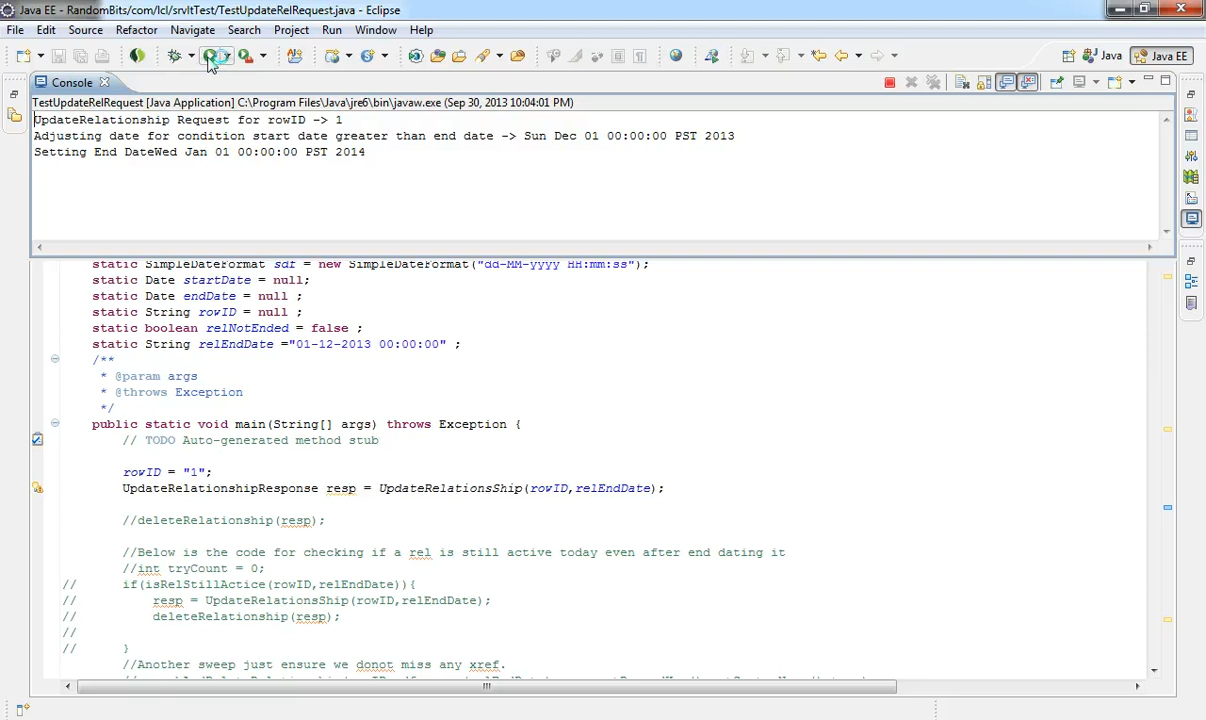 Java EE - RandomBits/com/lcl/srvltTest/TestUpdateRelRequest.java - Eclipse
File Edit Source Refactor Navigate Search Project Run Window Help
Java Java EE
Console
TestUpdateRelRequest [Java Application] C:\Program Files\Java\jre6\bin\javaw.exe (Sep 30, 2013 10:04:01 PM)
UpdateRelationship Request for rowID -> 1
Adjusting date for condition start date greater than end date -> Sun Dec 01 00:00:00 PST 2013
Setting End DateWed Jan 01 00:00:00 PST 2014
static SimpleDateFormat sdf = new SimpleDateFormat("dd-MM-yyyy HH:mm:ss");
static Date startDate = null;
static Date endDate = null ;
static String rowID = null ;
static boolean relNotEnded = false ;
static String relEndDate ="01-12-2013 00:00:00" ;
/**
* @param args
* @throws Exception
*/
public static void main(String[] args) throws Exception {
// TODO Auto-generated method stub
rowID = "1";
UpdateRelationshipResponse resp = UpdateRelationsShip(rowID,relEndDate);
//deleteRelationship(resp);
//Below is the code for checking if a rel is still active today even after end dating it
//int tryCount = 0;
// if(isRelStillActice(rowID,relEndDate)){
// resp = UpdateRelationsShip(rowID,relEndDate);
// deleteRelationship(resp);
//
// }
//Another sweep just ensure we donot miss any xref.